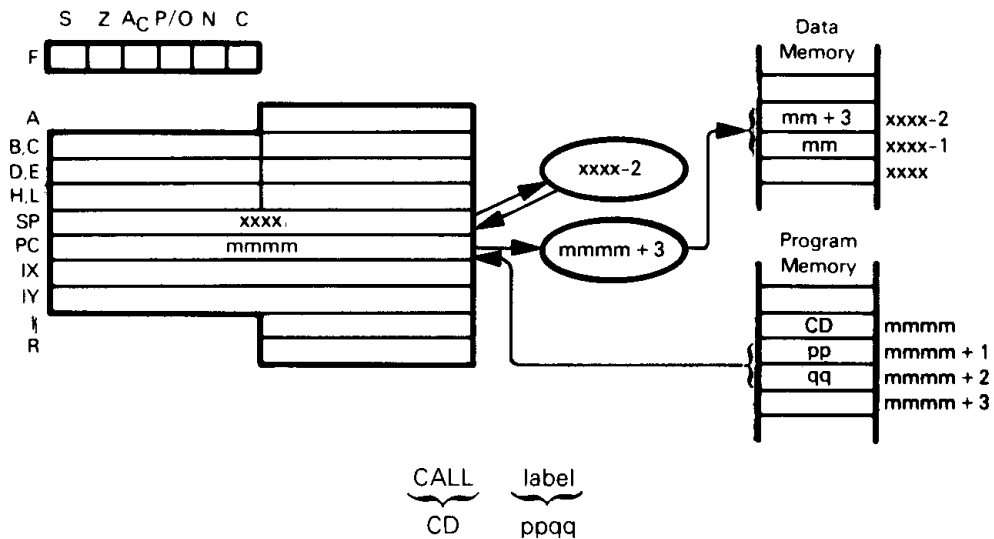 S Z AC P/O N C
F
A
B,C
D,E
H,L
SP xxxx
PC mmmm
IX
IY
I
R
xxxx-2
mmmm + 3
Data
Memory
mm + 3 xxxx-2
mm xxxx-1
xxxx
Program
Memory
CD mmmm
pp mmmm + 1
qq mmmm + 2
mmmm + 3
CALL label
CD ppqq